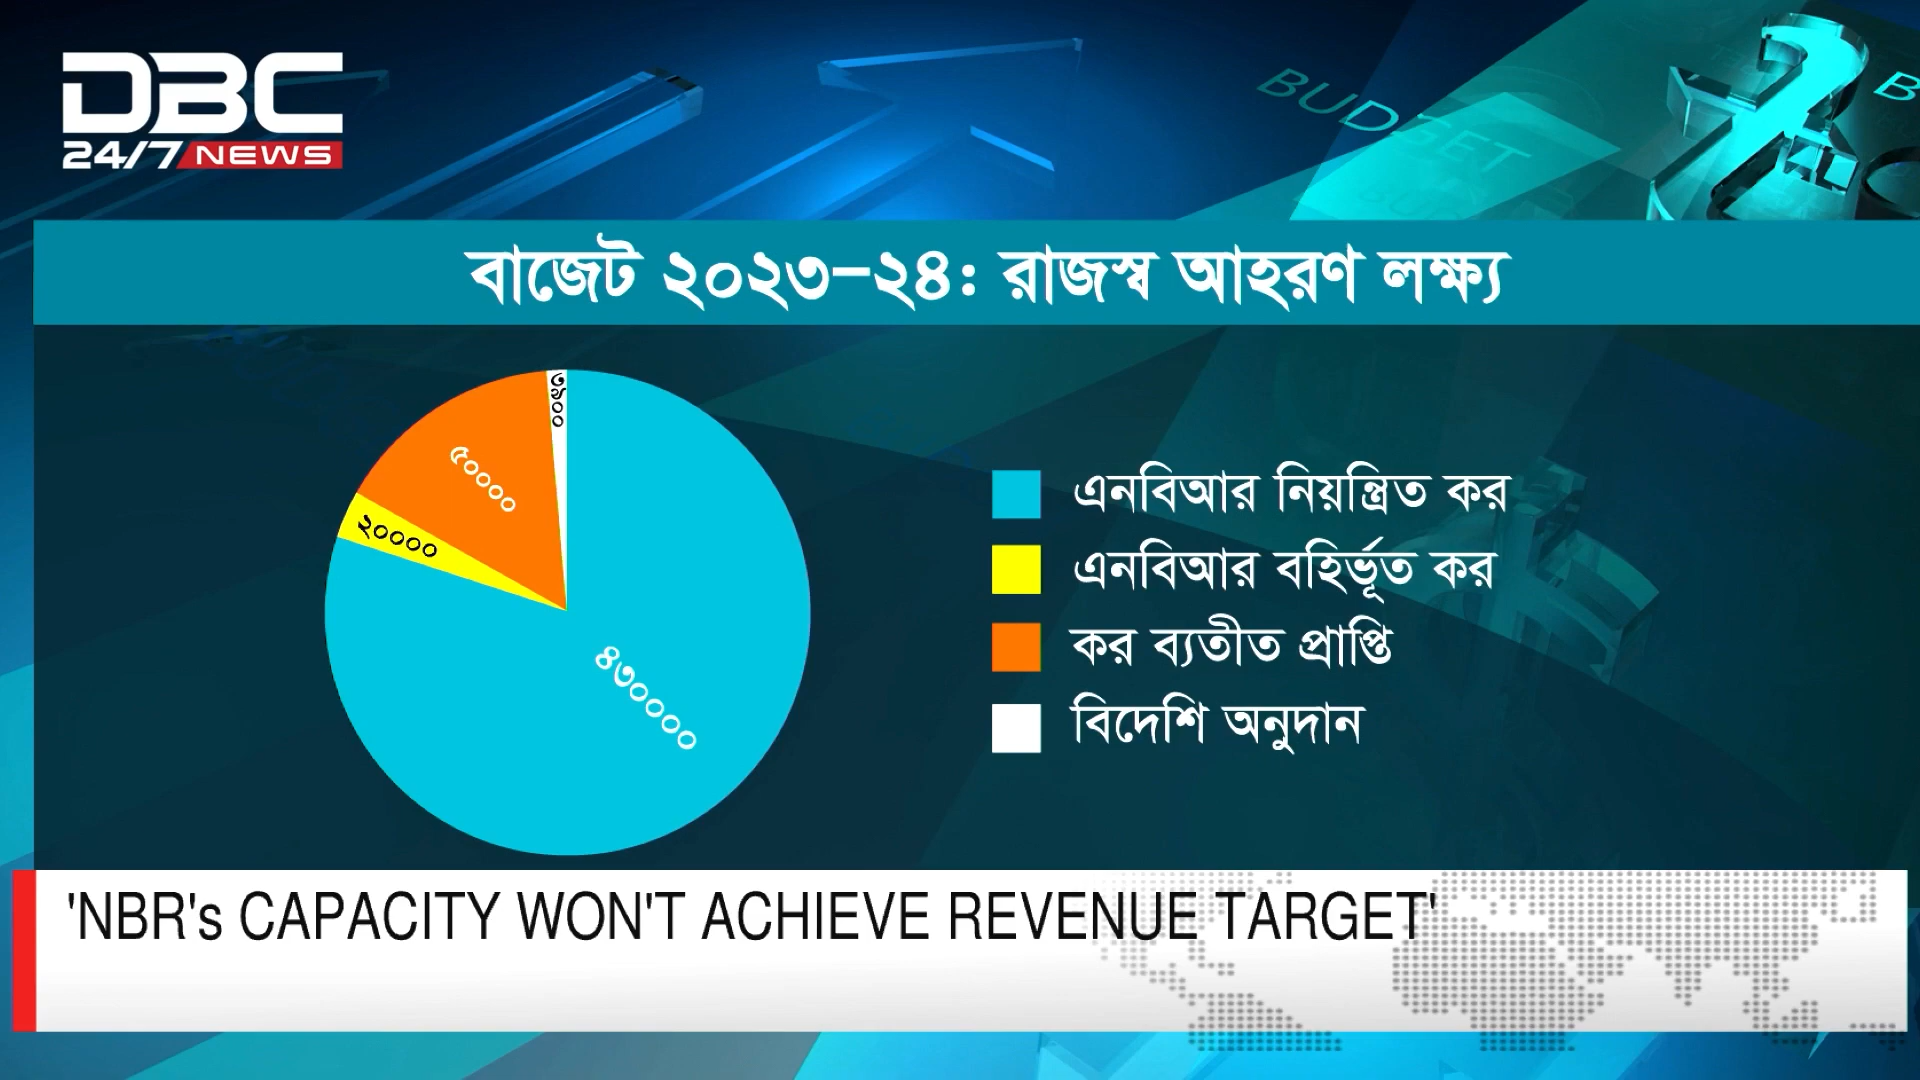 DBC
24/7 NEWS
BUDGET
বাজেট ২০২৩-২৪: রাজস্ব আহরণ লক্ষ্য
৩৯০০
৫০০০০
২০০০০
৪৩০০০০
এনবিআর নিয়ন্ত্রিত কর
এনবিআর বহির্ভূত কর
কর ব্যতীত প্রাপ্তি
বিদেশি অনুদান
'NBR's CAPACITY WON'T ACHIEVE REVENUE TARGET'